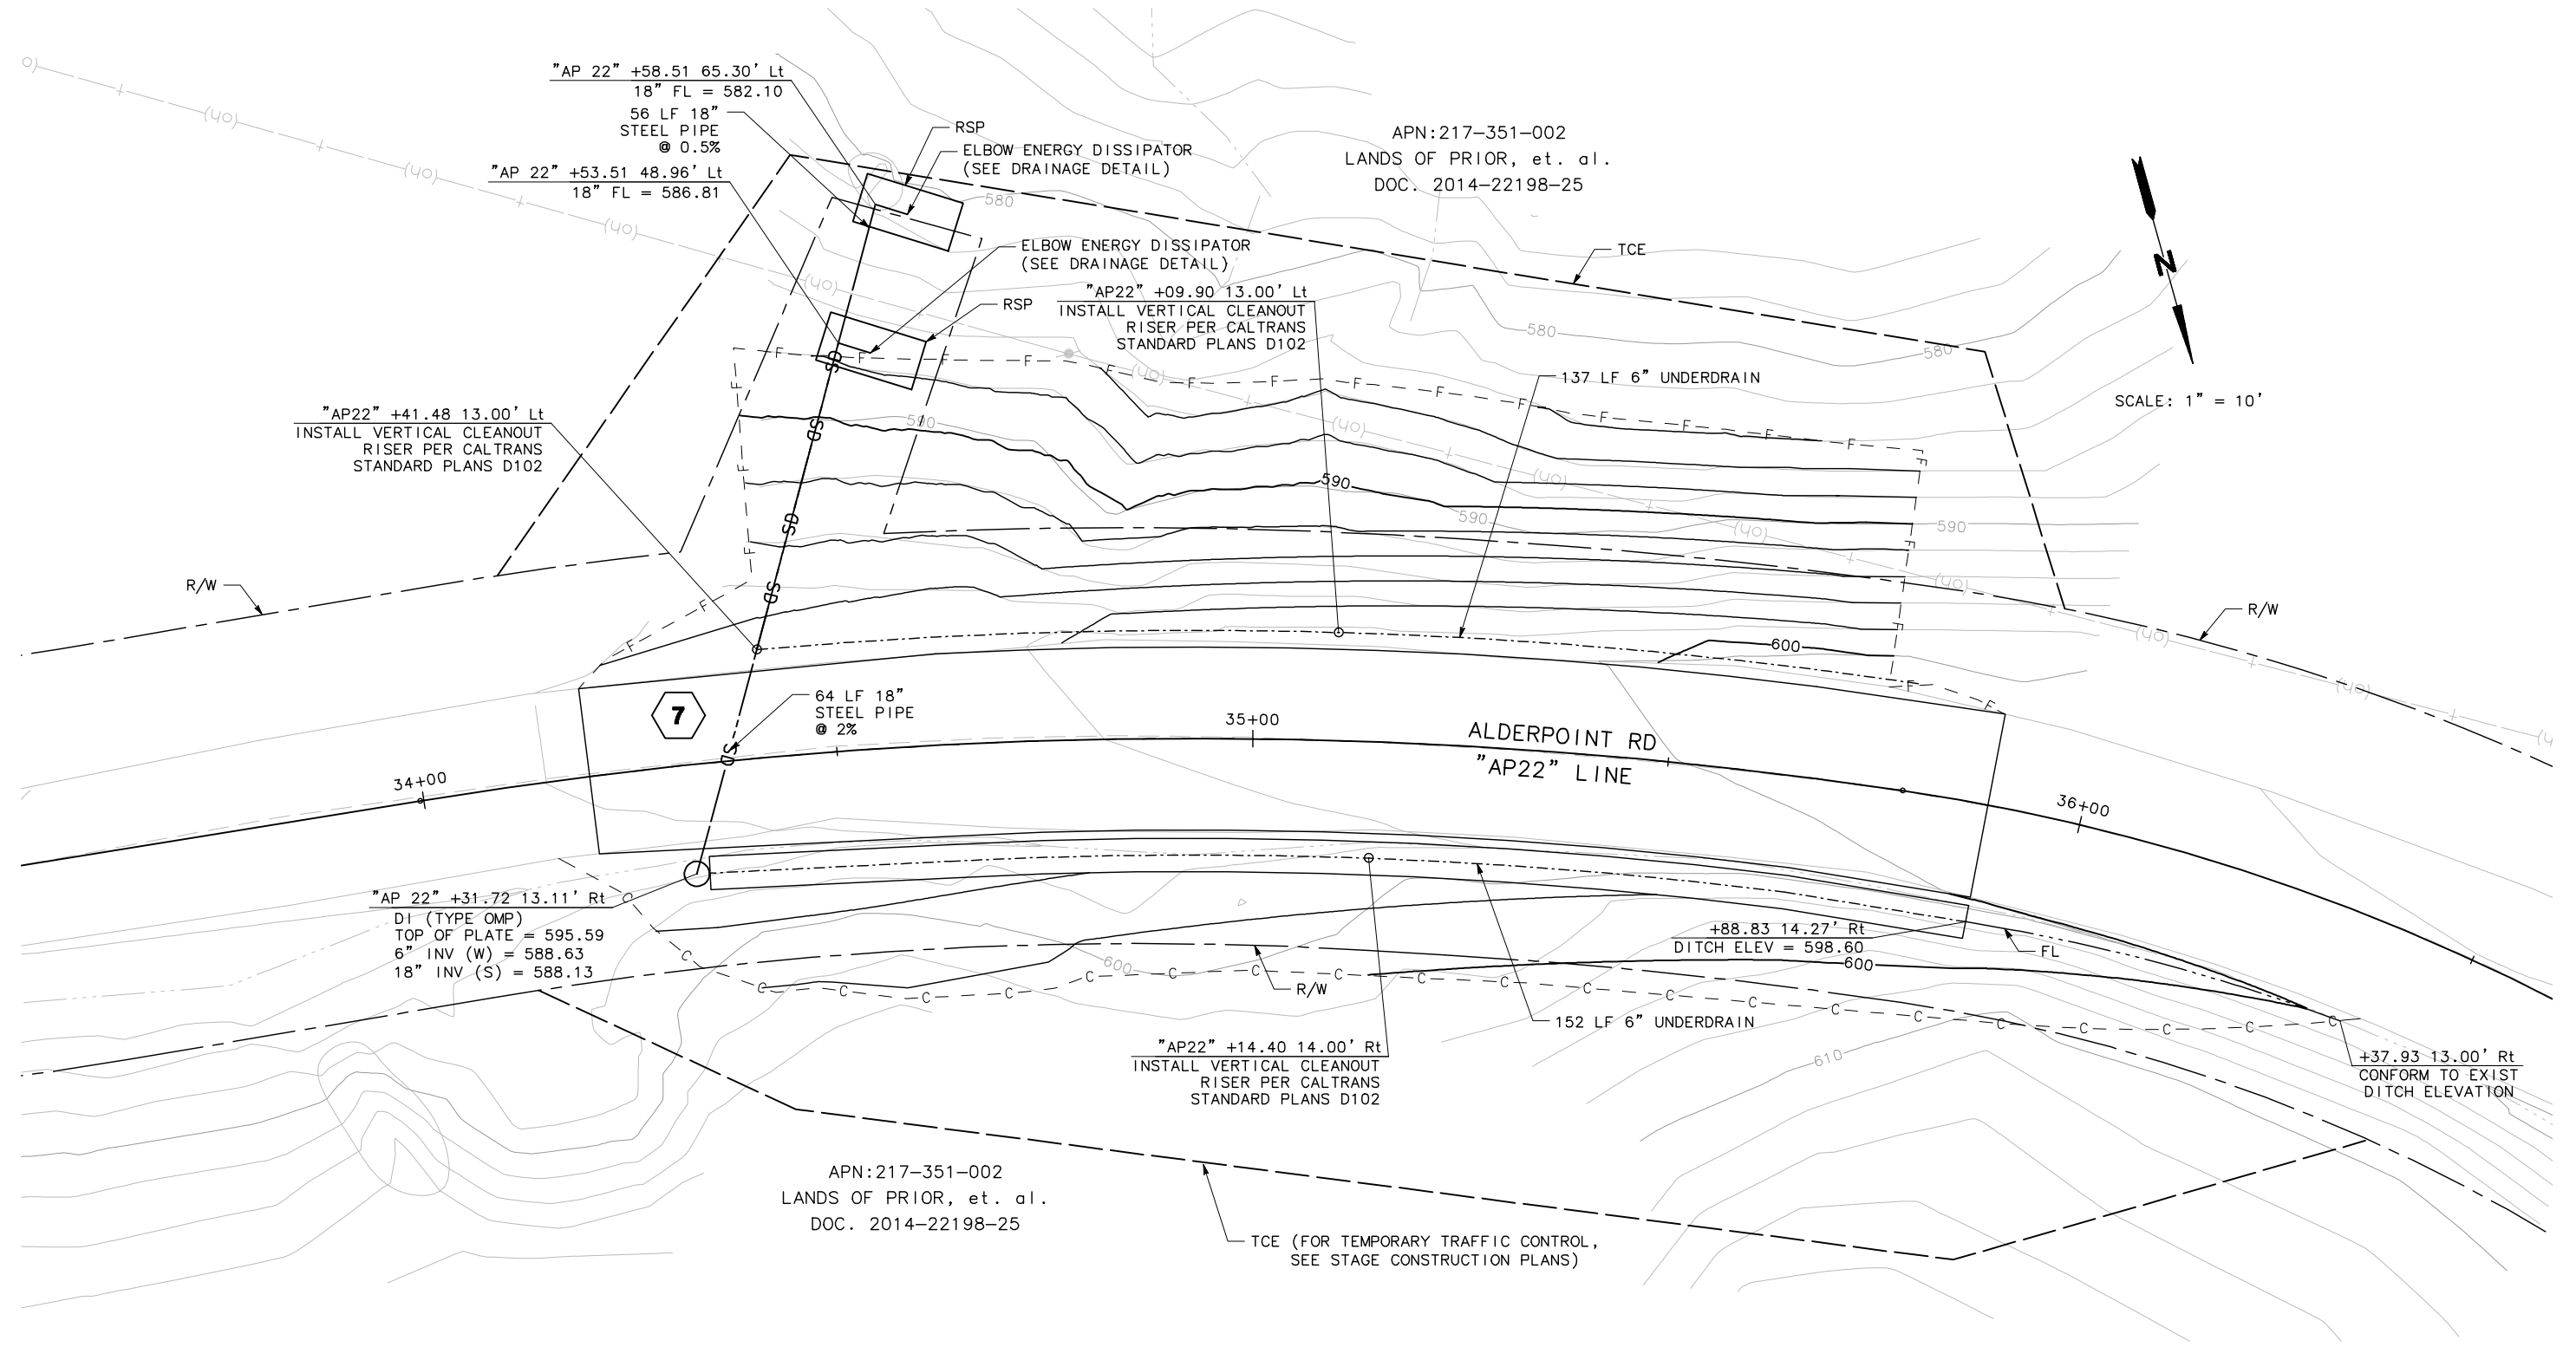 "AP 22" +58.51 65.30' Lt
18" FL = 582.10
56 LF 18"
STEEL PIPE
@ 0.5%
"AP 22" +53.51 48.96' Lt
18" FL = 586.81
RSP
ELBOW ENERGY DISSIPATOR
(SEE DRAINAGE DETAIL)
580
ELBOW ENERGY DISSIPATOR
(SEE DRAINAGE DETAIL)
RSP
"AP22" +09.90 13.00' Lt
INSTALL VERTICAL CLEANOUT
RISER PER CALTRANS
STANDARD PLANS D102
APN:217-351-002
LANDS OF PRIOR, et. al.
DOC. 2014-22198-25
TCE
580
580
N
SCALE: 1" = 10'
137 LF 6" UNDERDRAIN
"AP22" +41.48 13.00' Lt
INSTALL VERTICAL CLEANOUT
RISER PER CALTRANS
STANDARD PLANS D102
590
590
590
590
R/W
R/W
600
SD
SD
SD
SD
SD
7
64 LF 18"
STEEL PIPE
@ 2%
34+00
35+00
ALDERPOINT RD
"AP22" LINE
36+00
"AP 22" +31.72 13.11' Rt
DI (TYPE OMP)
TOP OF PLATE = 595.59
6" INV (W) = 588.63
18" INV (S) = 588.13
600
R/W
+88.83 14.27' Rt
DITCH ELEV = 598.60
FL
600
152 LF 6" UNDERDRAIN
"AP22" +14.40 14.00' Rt
INSTALL VERTICAL CLEANOUT
RISER PER CALTRANS
STANDARD PLANS D102
610
+37.93 13.00' Rt
CONFORM TO EXIST
DITCH ELEVATION
APN:217-351-002
LANDS OF PRIOR, et. al.
DOC. 2014-22198-25
TCE (FOR TEMPORARY TRAFFIC CONTROL,
SEE STAGE CONSTRUCTION PLANS)